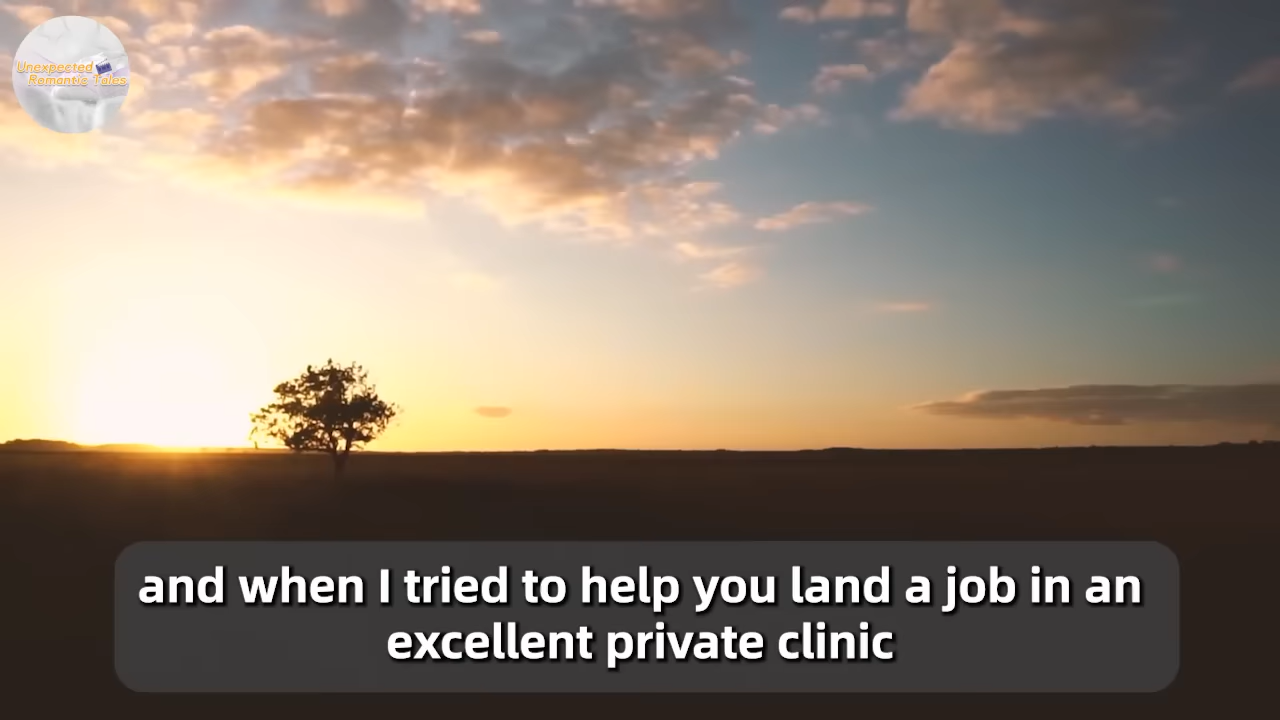 Unexpected
Romantic Tales
and when I tried to help you land a job in an
excellent private clinic